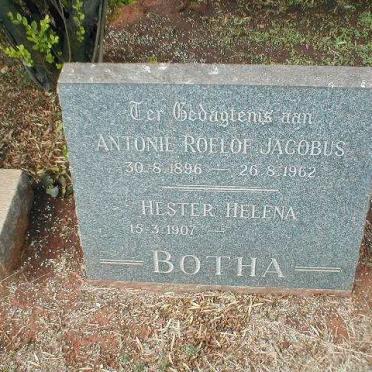 Ter Gedagtenis aan
ANTONIE ROELOF JACOBUS
30-8-1896 — 26-8-1962
HESTER HELENA
15-3-1907 —
BOTHA